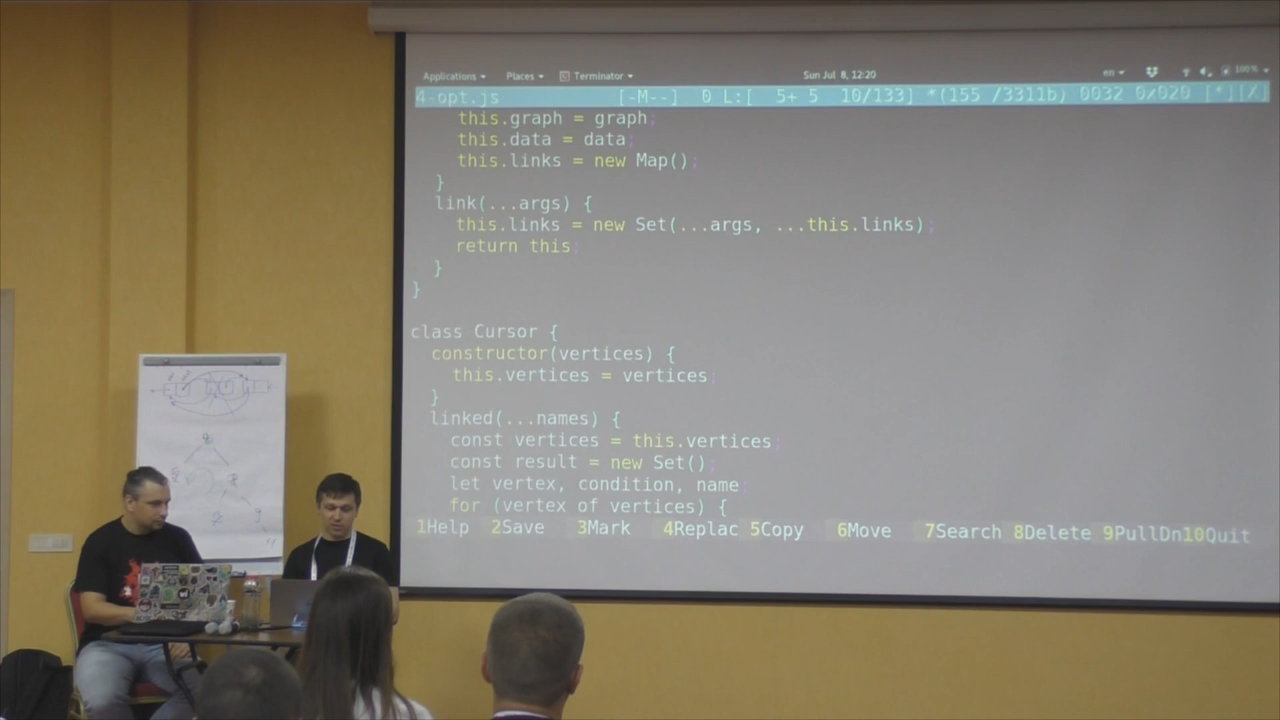 Applications Places Terminator Sun Jul 8, 12:20 en 100%
4-opt.js [-M--] 0 L:[ 5+ 5 10/133] *(155 /3311b) 0032 0x020 [*][X]
this.graph = graph;
this.data = data;
this.links = new Map();
}
link(...args) {
this.links = new Set(...args, ...this.links);
return this;
}
}
class Cursor {
constructor(vertices) {
this.vertices = vertices;
}
linked(...names) {
const vertices = this.vertices;
const result = new Set();
let vertex, condition, name;
for (vertex of vertices) {
1Help 2Save 3Mark 4Replac 5Copy 6Move 7Search 8Delete 9PullDn 10Quit